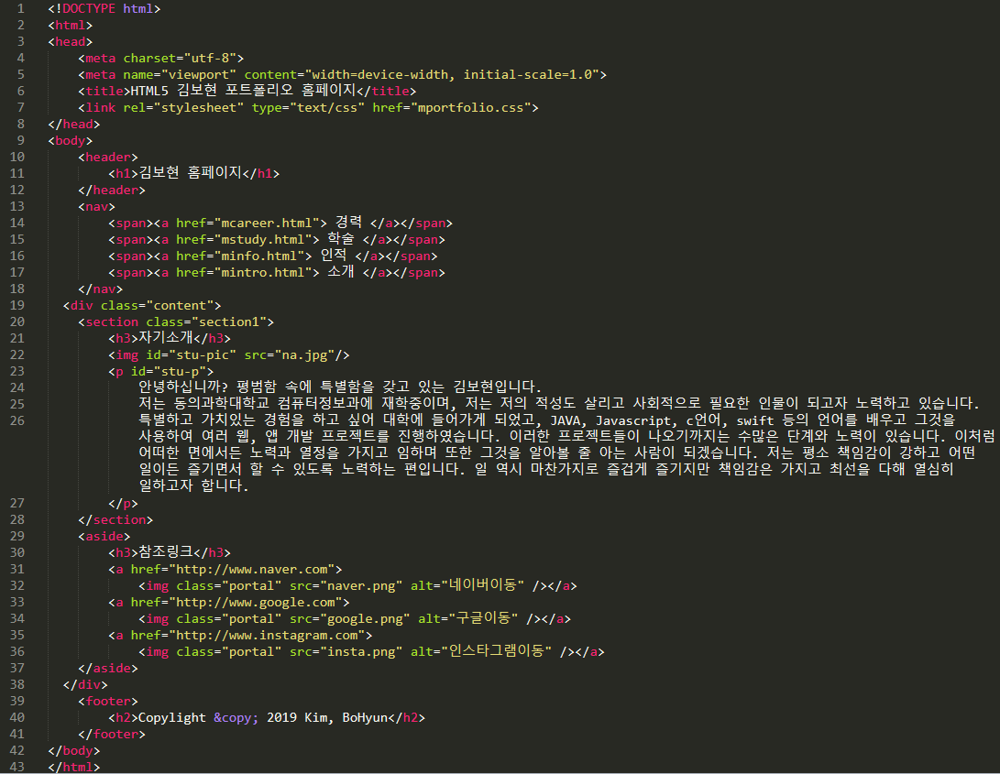 1 <!DOCTYPE html>
2 <html>
3 <head>
4 <meta charset="utf-8">
5 <meta name="viewport" content="width=device-width, initial-scale=1.0">
6 <title>HTML5 김보현 포트폴리오 홈페이지</title>
7 <link rel="stylesheet" type="text/css" href="mportfolio.css">
8 </head>
9 <body>
10 <header>
11 <h1>김보현 홈페이지</h1>
12 </header>
13 <nav>
14 <span><a href="mcareer.html"> 경력 </a></span>
15 <span><a href="mstudy.html"> 학술 </a></span>
16 <span><a href="minfo.html"> 인적 </a></span>
17 <span><a href="mintro.html"> 소개 </a></span>
18 </nav>
19 <div class="content">
20 <section class="section1">
21 <h3>자기소개</h3>
22 <img id="stu-pic" src="na.jpg"/>
23 <p id="stu-p">
24 안녕하십니까? 평범함 속에 특별함을 갖고 있는 김보현입니다.
25 저는 동의과학대학교 컴퓨터정보과에 재학중이며, 저는 저의 적성도 살리고 사회적으로 필요한 인물이 되고자 노력하고 있습니다.
26 특별하고 가치있는 경험을 하고 싶어 대학에 들어가게 되었고, JAVA, Javascript, c언어, swift 등의 언어를 배우고 그것을
사용하여 여러 웹, 앱 개발 프로젝트를 진행하였습니다. 이러한 프로젝트들이 나오기까지는 수많은 단계와 노력이 있습니다. 이처럼
어떠한 면에서든 노력과 열정을 가지고 임하며 또한 그것을 알아볼 줄 아는 사람이 되겠습니다. 저는 평소 책임감이 강하고 어떤
일이든 즐기면서 할 수 있도록 노력하는 편입니다. 일 역시 마찬가지로 즐겁게 즐기지만 책임감은 가지고 최선을 다해 열심히
일하고자 합니다.
27 </p>
28 </section>
29 <aside>
30 <h3>참조링크</h3>
31 <a href="http://www.naver.com">
32 <img class="portal" src="naver.png" alt="네이버이동" /></a>
33 <a href="http://www.google.com">
34 <img class="portal" src="google.png" alt="구글이동" /></a>
35 <a href="http://www.instagram.com">
36 <img class="portal" src="insta.png" alt="인스타그램이동" /></a>
37 </aside>
38 </div>
39 <footer>
40 <h2>Copylight &copy; 2019 Kim, BoHyun</h2>
41 </footer>
42 </body>
43 </html>